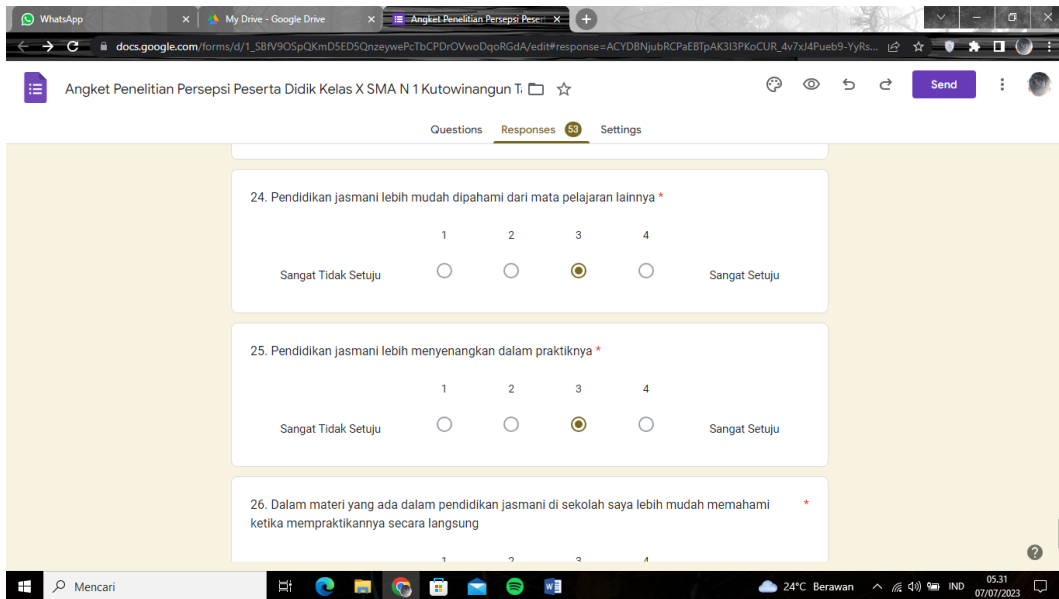 WhatsApp
My Drive - Google Drive
Angket Penelitian Persepsi Peser
docs.google.com/forms/d/1_SBfV9OSpQKmD5ED5QnzeywePcTbCPDrOVwoDqoRGdA/edit#response=ACYDBNjubRCPaEBTpAK3I3PKoCUR_4v7xJ4Pueb9-YyRs...
Angket Penelitian Persepsi Peserta Didik Kelas X SMA N 1 Kutowinangun T
Send
Questions
Responses 53
Settings
24. Pendidikan jasmani lebih mudah dipahami dari mata pelajaran lainnya *
1 2 3 4
Sangat Tidak Setuju
Sangat Setuju
25. Pendidikan jasmani lebih menyenangkan dalam praktiknya *
1 2 3 4
Sangat Tidak Setuju
Sangat Setuju
26. Dalam materi yang ada dalam pendidikan jasmani di sekolah saya lebih mudah memahami *
ketika mempraktikannya secara langsung
1 2 3 4
Mencari
24°C Berawan
IND
05.31
07/07/2023